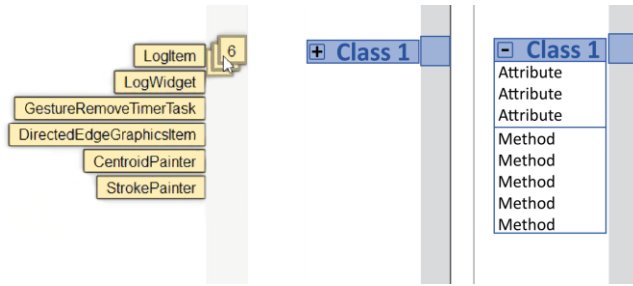 6
LogItem
LogWidget
GestureRemoveTimerTask
DirectedEdgeGraphicsItem
CentroidPainter
StrokePainter
+ Class 1
- Class 1
Attribute
Attribute
Attribute
Method
Method
Method
Method
Method